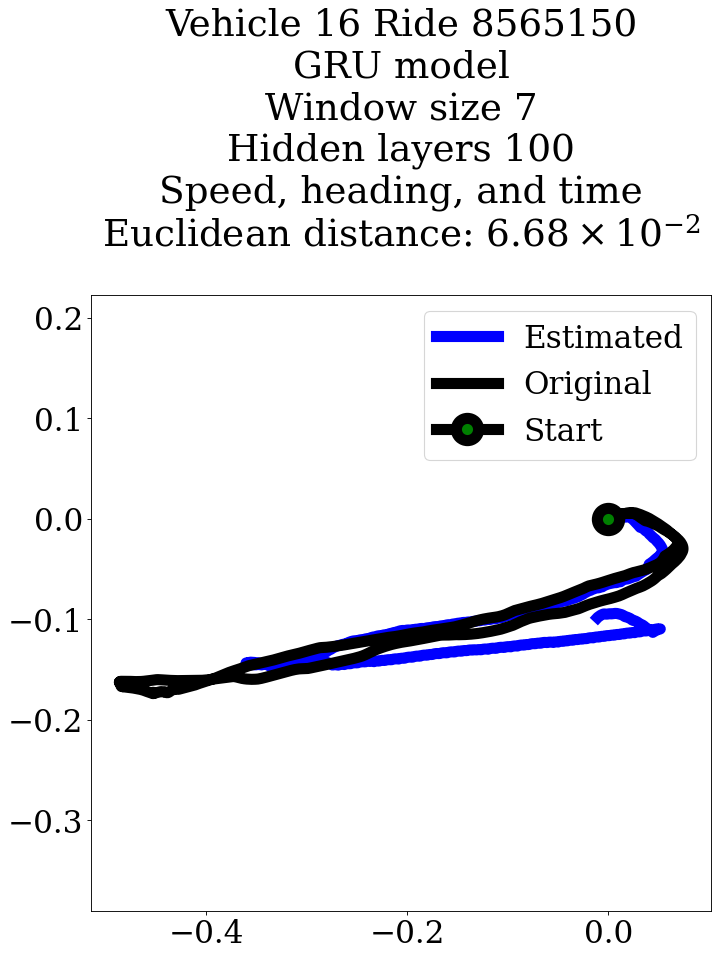 Vehicle 16 Ride 8565150
GRU model
Window size 7
Hidden layers 100
Speed, heading, and time
Euclidean distance: 6.68 × 10⁻²
Estimated
Original
Start
0.2
0.1
0.0
−0.1
−0.2
−0.3
−0.4 −0.2 0.0